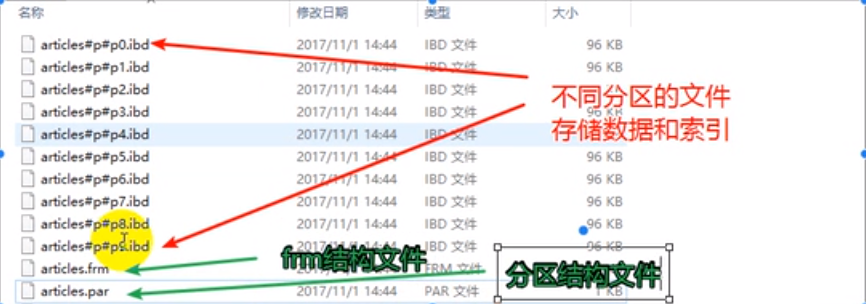 名称 修改日期 类型 大小
articles#p#p0.ibd 2017/11/1 14:44 IBD 文件 96 KB
articles#p#p1.ibd 2017/11/1 14:44 IBD 文件 96 KB
articles#p#p2.ibd 2017/11/1 14:44 IBD 文件 96 KB
articles#p#p3.ibd 2017/11/1 14:44 IBD 文件 96 KB
不同分区的文件
存储数据和索引
articles#p#p4.ibd 2017/11/1 14:44 IBD 文件 96 KB
articles#p#p5.ibd 2017/11/1 14:44 IBD 文件 96 KB
articles#p#p6.ibd 2017/11/1 14:44 IBD 文件 96 KB
articles#p#p7.ibd 2017/11/1 14:44 IBD 文件 96 KB
articles#p#p8.ibd 2017/11/1 14:44 IBD 文件 96 KB
articles#p#p9.ibd 2017/11/1 14:44 IBD 文件 96 KB
frm结构文件
articles.frm 2017/11/1 14:44 FRM 文件
分区结构文件
articles.par 2017/11/1 14:44 PAR 文件 1 KB